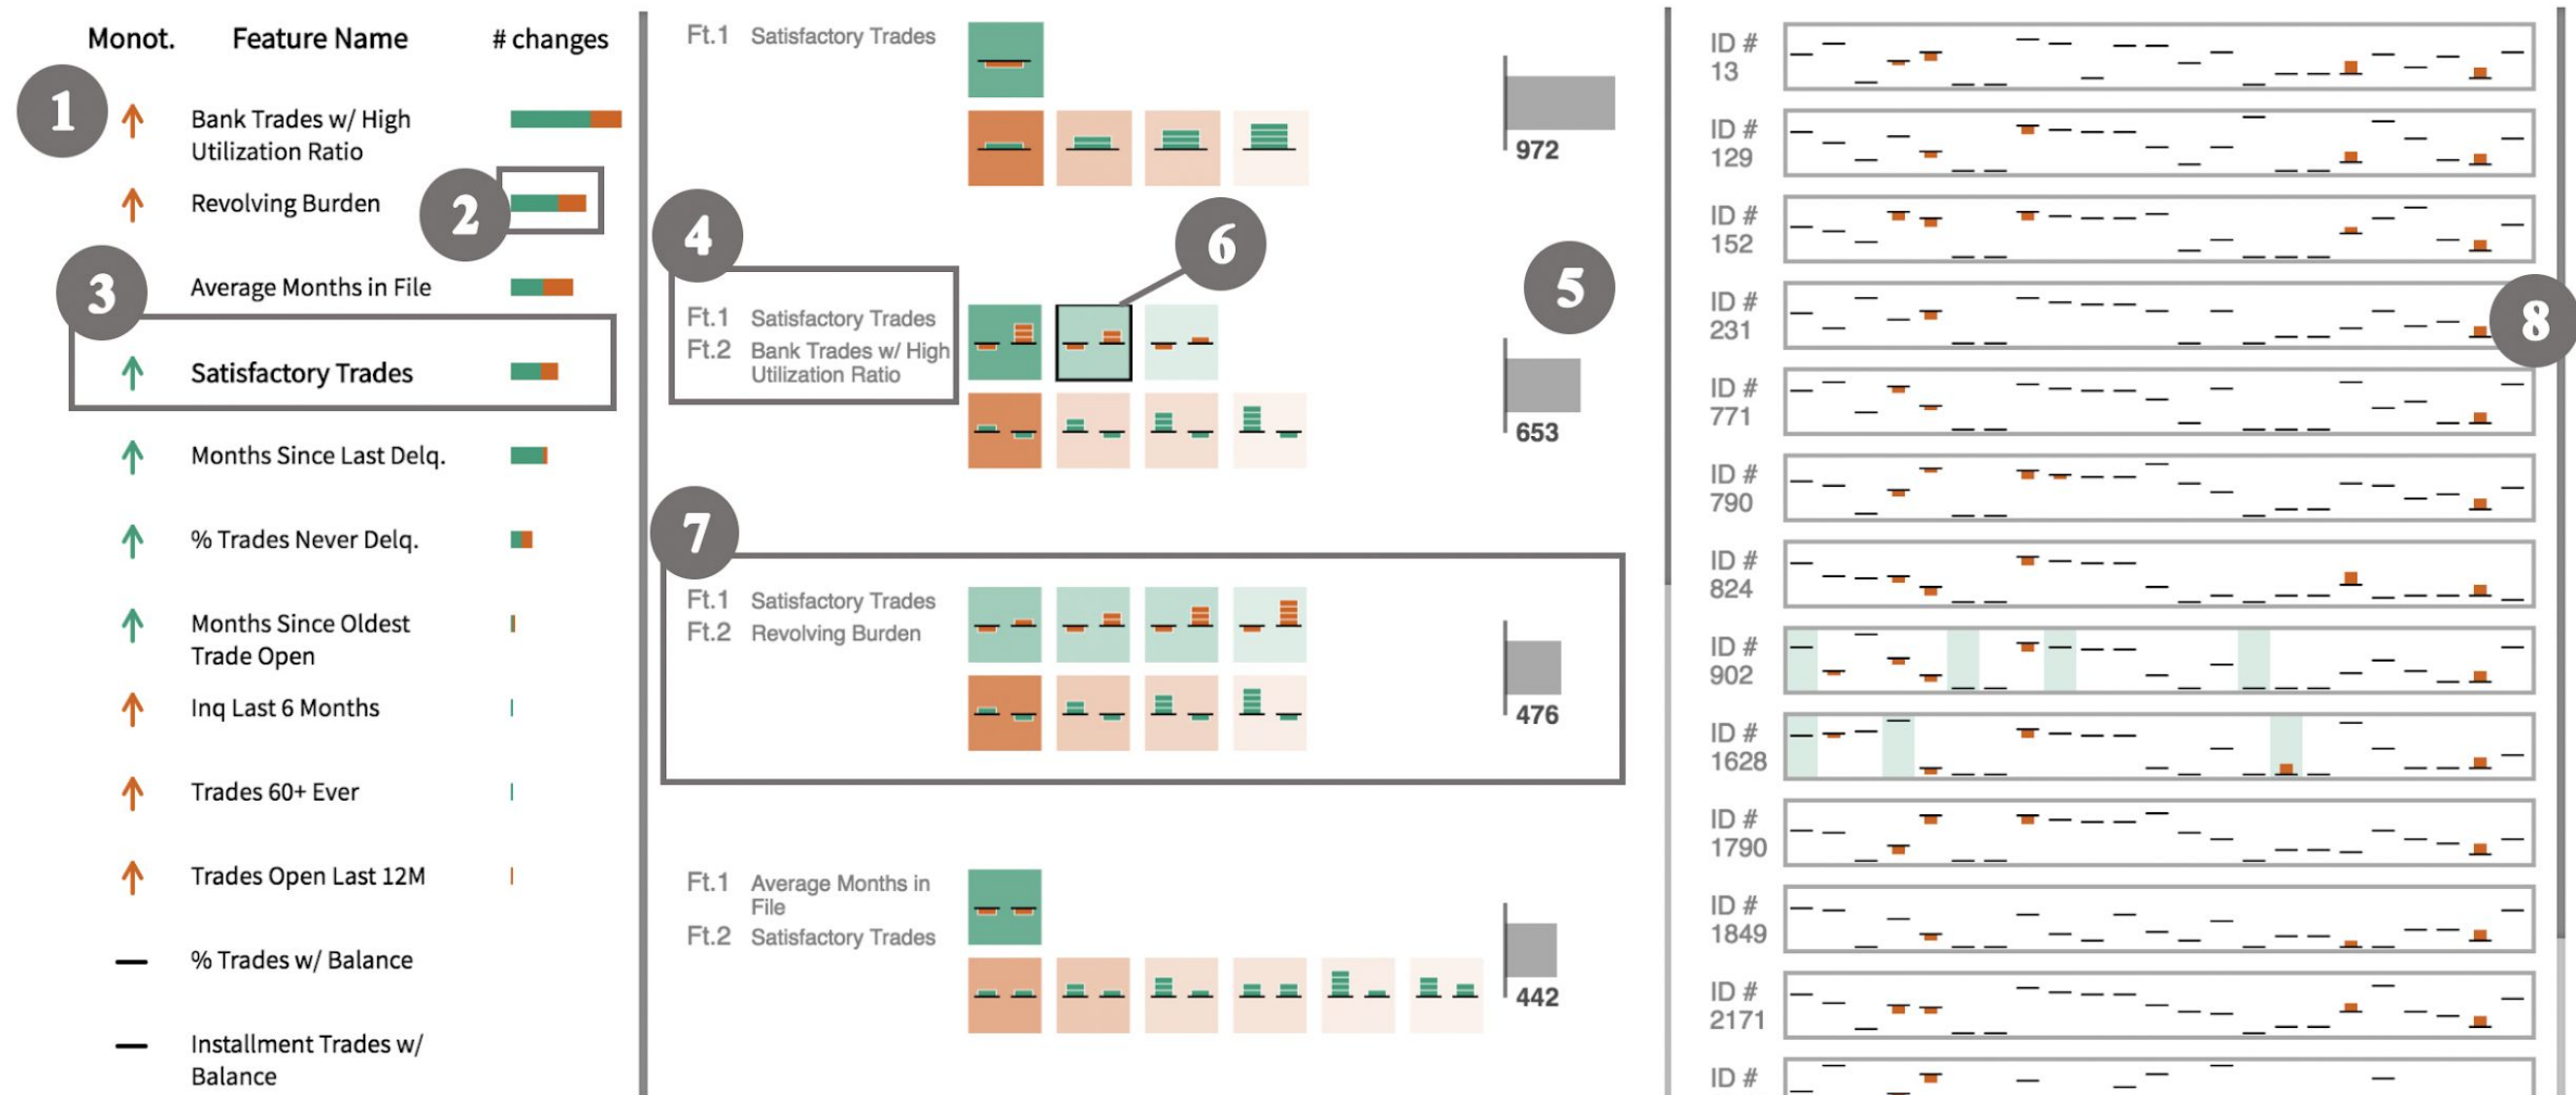 Monot. Feature Name # changes
1
Bank Trades w/ High
Utilization Ratio
Revolving Burden
2
Average Months in File
3
Satisfactory Trades
Months Since Last Delq.
% Trades Never Delq.
Months Since Oldest
Trade Open
Inq Last 6 Months
Trades 60+ Ever
Trades Open Last 12M
% Trades w/ Balance
Installment Trades w/
Balance
Ft.1 Satisfactory Trades
972
4
6
5
Ft.1 Satisfactory Trades
Ft.2 Bank Trades w/ High
Utilization Ratio
653
7
Ft.1 Satisfactory Trades
Ft.2 Revolving Burden
476
Ft.1 Average Months in
File
Ft.2 Satisfactory Trades
442
ID #
13
ID #
129
ID #
152
ID #
231
8
ID #
771
ID #
790
ID #
824
ID #
902
ID #
1628
ID #
1790
ID #
1849
ID #
2171
ID #